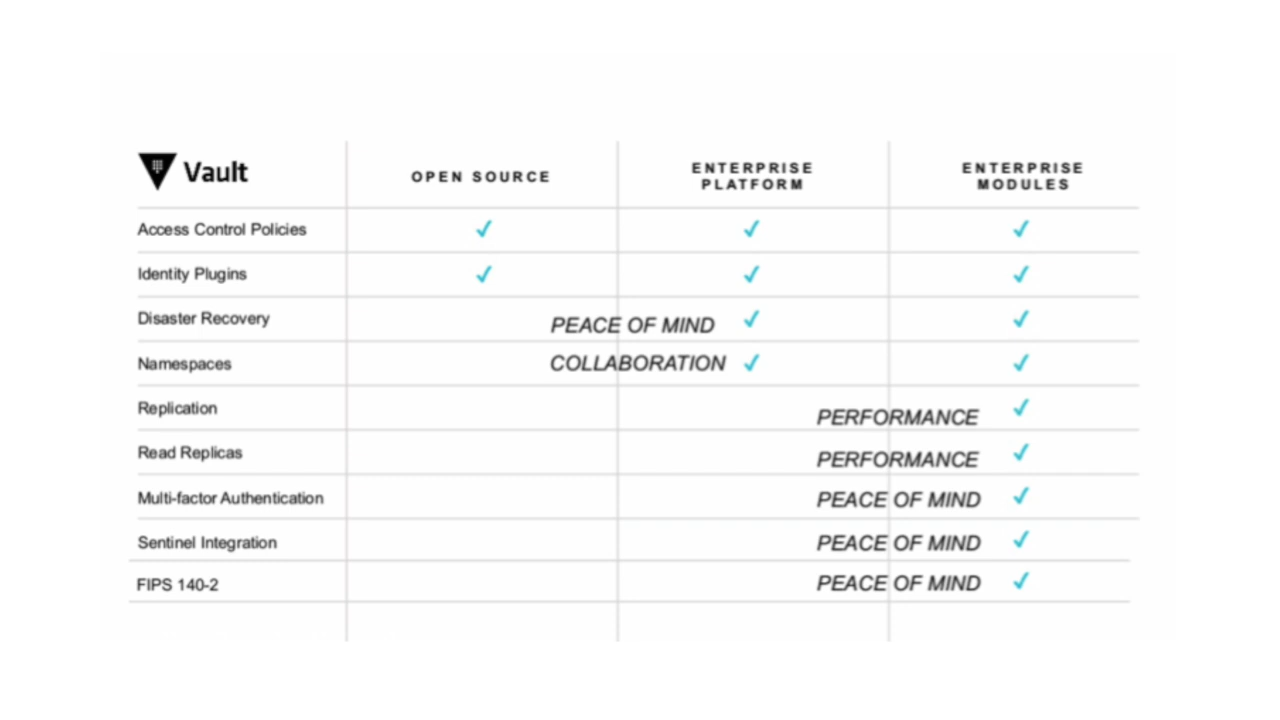 Vault
OPEN SOURCE
ENTERPRISE
PLATFORM
ENTERPRISE
MODULES
Access Control Policies ✓ ✓ ✓
Identity Plugins ✓ ✓ ✓
Disaster Recovery PEACE OF MIND ✓ ✓
Namespaces COLLABORATION ✓ ✓
Replication PERFORMANCE ✓
Read Replicas PERFORMANCE ✓
Multi-factor Authentication PEACE OF MIND ✓
Sentinel Integration PEACE OF MIND ✓
FIPS 140-2 PEACE OF MIND ✓